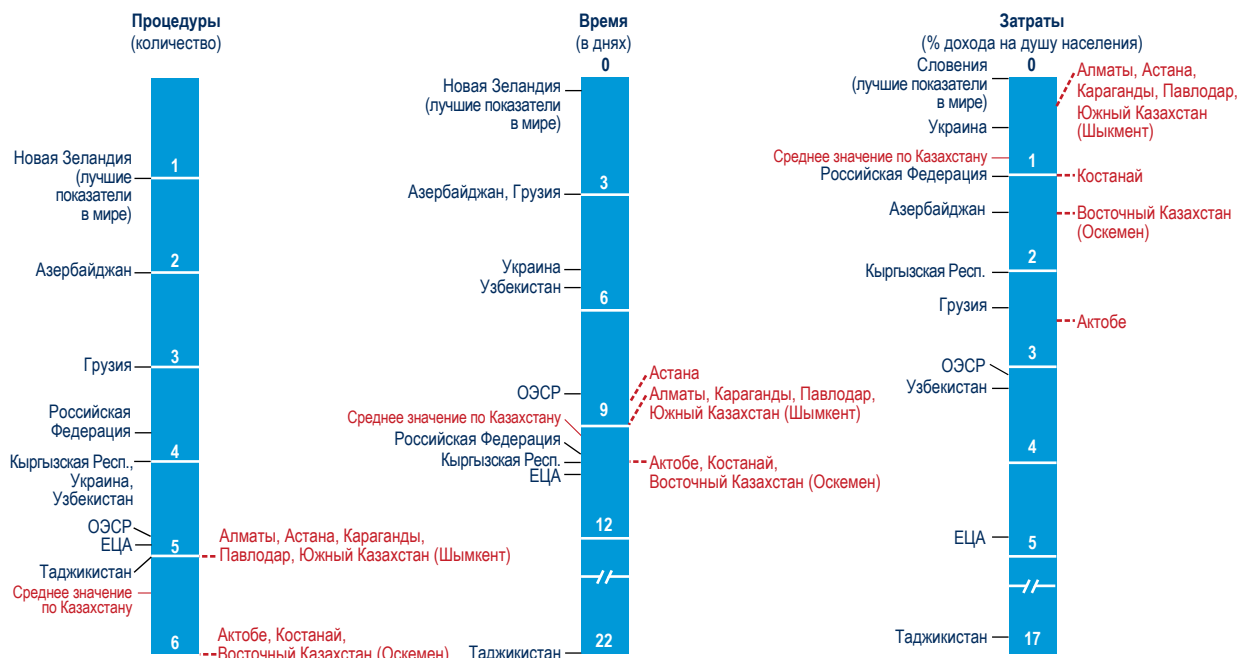 Процедуры
(количество)
1
2
3
4
5
6
Новая Зеландия
(лучшие
показатели
в мире)
Азербайджан
Грузия
Российская
Федерация
Кыргызская Респ.,
Украина,
Узбекистан
ОЭСР
ЕЦА
Таджикистан
Среднее значение
по Казахстану
Алматы, Астана, Караганды,
Павлодар, Южный Казахстан (Шымкент)
Актобе, Костанай,
Восточный Казахстан (Оскемен)
Время
(в днях)
0
3
6
9
12
22
Новая Зеландия
(лучшие показатели
в мире)
Азербайджан, Грузия
Украина
Узбекистан
ОЭСР
Среднее значение по Казахстану
Российская Федерация
Кыргызская Респ.
ЕЦА
Таджикистан
Астана
Алматы, Караганды, Павлодар,
Южный Казахстан (Шымкент)
Актобе, Костанай,
Восточный Казахстан (Оскемен)
Затраты
(% дохода на душу населения)
0
1
2
3
4
5
17
Словения
(лучшие показатели
в мире)
Украина
Среднее значение по Казахстану
Российская Федерация
Азербайджан
Кыргызская Респ.
Грузия
ОЭСР
Узбекистан
ЕЦА
Таджикистан
Алматы, Астана,
Караганды, Павлодар,
Южный Казахстан
(Шыкмент)
Костанай
Восточный Казахстан
(Оскемен)
Актобе